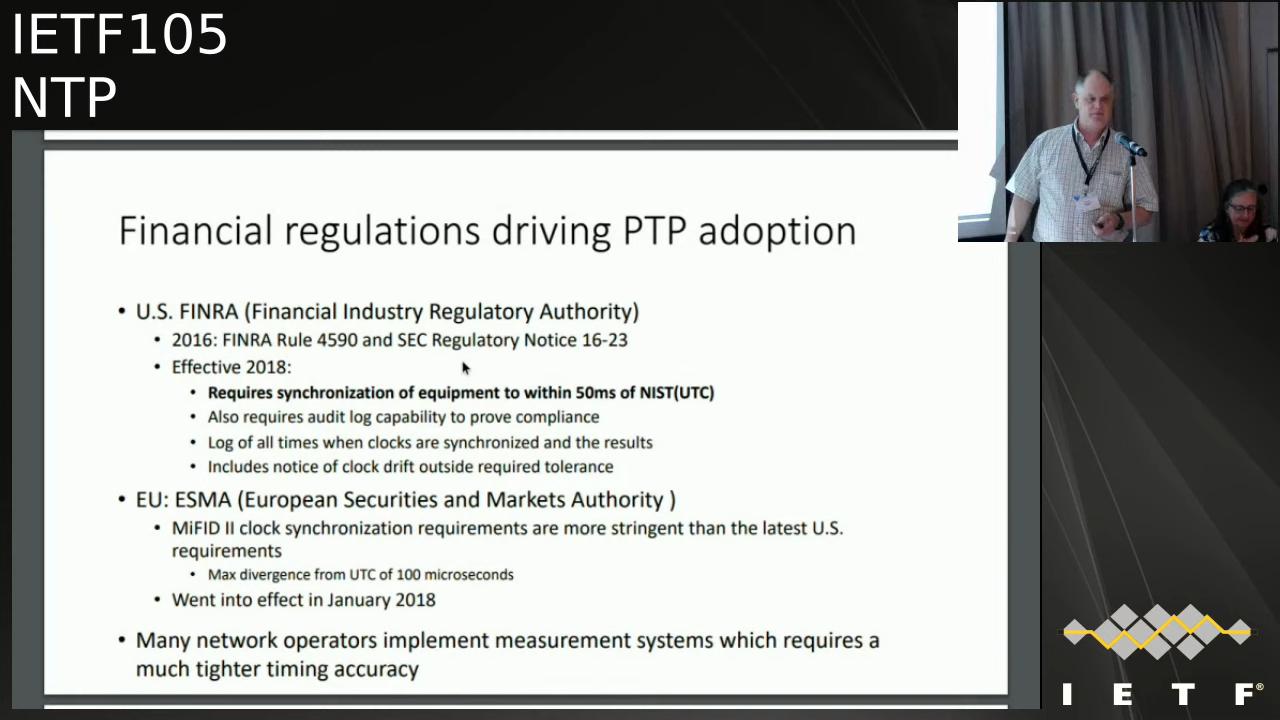 IETF105
NTP
Financial regulations driving PTP adoption
• U.S. FINRA (Financial Industry Regulatory Authority)
• 2016: FINRA Rule 4590 and SEC Regulatory Notice 16-23
• Effective 2018:
• Requires synchronization of equipment to within 50ms of NIST(UTC)
• Also requires audit log capability to prove compliance
• Log of all times when clocks are synchronized and the results
• Includes notice of clock drift outside required tolerance
• EU: ESMA (European Securities and Markets Authority )
• MiFID II clock synchronization requirements are more stringent than the latest U.S.
requirements
• Max divergence from UTC of 100 microseconds
• Went into effect in January 2018
• Many network operators implement measurement systems which requires a
much tighter timing accuracy
I E T F®